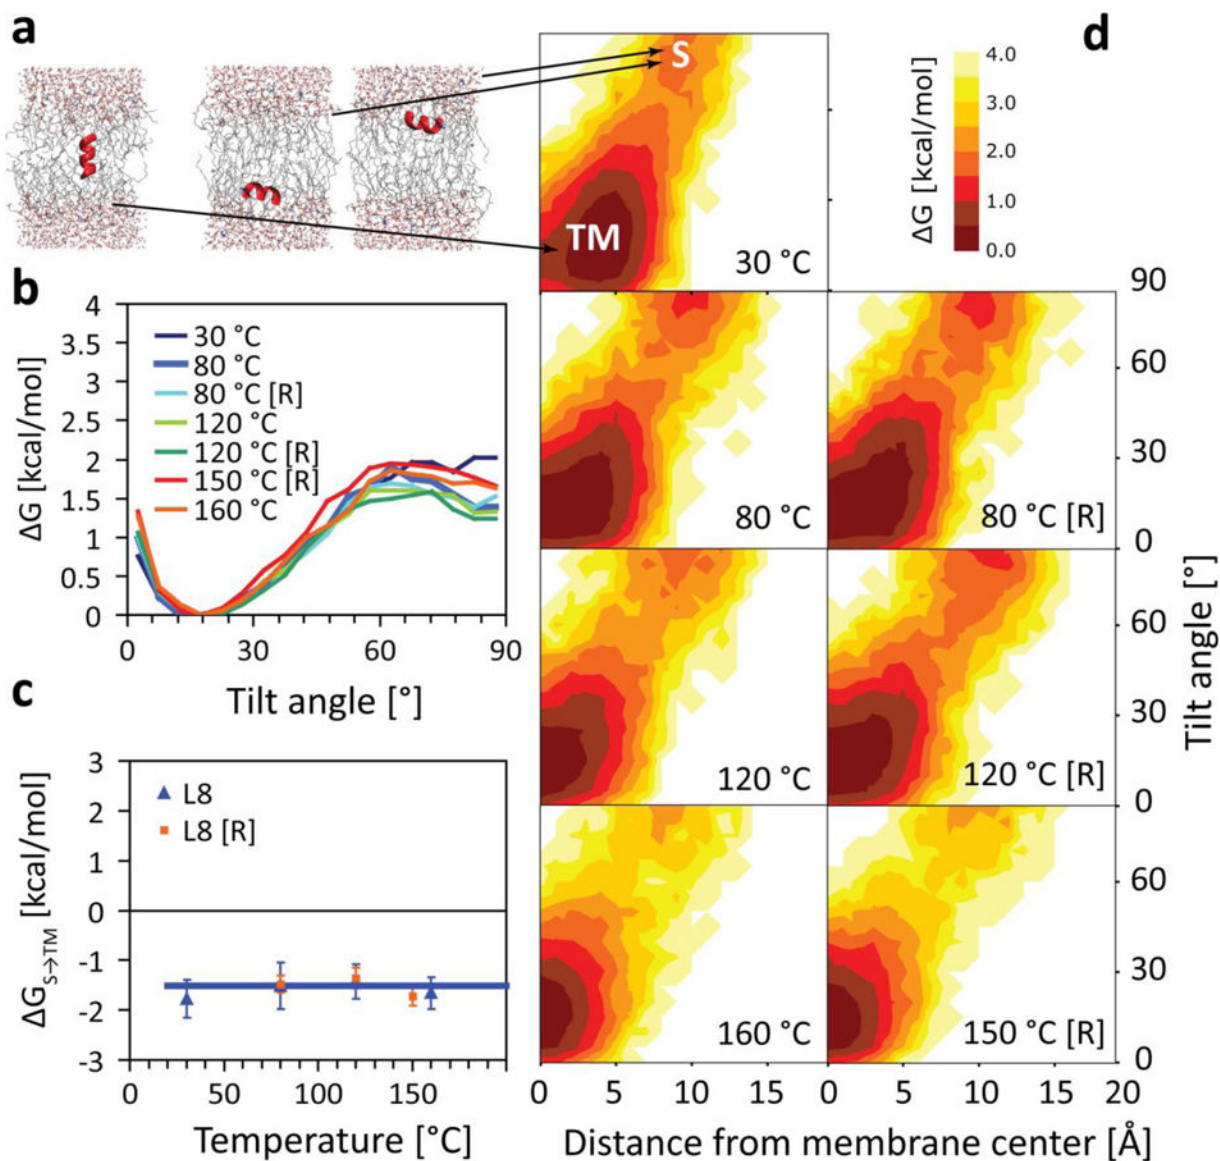 a
d
S
TM
30 °C
4.0
3.0
2.0
1.0
0.0
ΔG [kcal/mol]
b
4
3.5
3
2.5
2
1.5
1
0.5
0
ΔG [kcal/mol]
30 °C
80 °C
80 °C [R]
120 °C
120 °C [R]
150 °C [R]
160 °C
0
30
60
90
Tilt angle [°]
c
3
2
1
0
-1
-2
-3
ΔG S→TM [kcal/mol]
L8
L8 [R]
0
50
100
150
Temperature [°C]
80 °C
80 °C [R]
120 °C
120 °C [R]
160 °C
150 °C [R]
90
60
30
0
60
30
0
60
30
0
Tilt angle [°]
0
5
10
15
0
5
10
15
20
Distance from membrane center [Å]